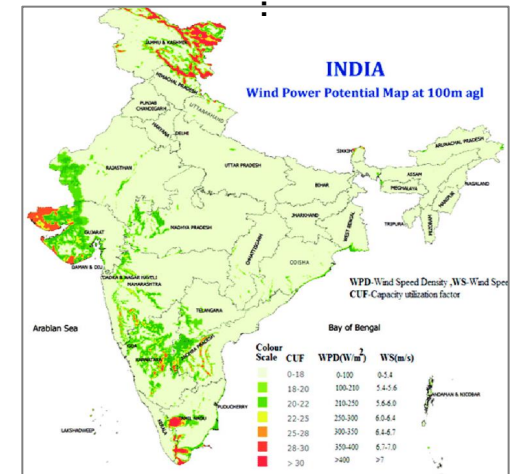 INDIA
Wind Power Potential Map at 100m agl
JAMMU & KASHMIR
HIMACHAL PRADESH
PUNJAB
CHANDIGARH
UTTARAKHAND
HARYANA
DELHI
RAJASTHAN
UTTAR PRADESH
SIKKIM
ARUNACHAL PRADESH
ASSAM
NAGALAND
MEGHALAYA
MANIPUR
BIHAR
TRIPURA
MIZORAM
GUJARAT
MADHYA PRADESH
JHARKHAND
WEST BENGAL
CHHATTISGARH
ODISHA
DAMAN & DIU
DADRA & NAGAR HAVELI
MAHARASHTRA
WPD-Wind Speed Density ,WS-Wind Spee
CUF-Capacity utilization factor
TELANGANA
Arabian Sea
Bay of Bengal
GOA
KARNATAKA
ANDHRA PRADESH
Colour
Scale CUF WPD(W/m2) WS(m/s)
0-18 0-100 0-5.4
18-20 100-210 5.4-5.6
20-22 210-250 5.6-6.0
22-25 250-300 6.0-6.4
25-28 300-350 6.4-6.7
28-30 350-400 6.7-7.0
> 30 >400 >7
PUDUCHERRY
ANDAMAN & NICOBAR
LAKSHADWEEP
KERALA
TAMIL NADU